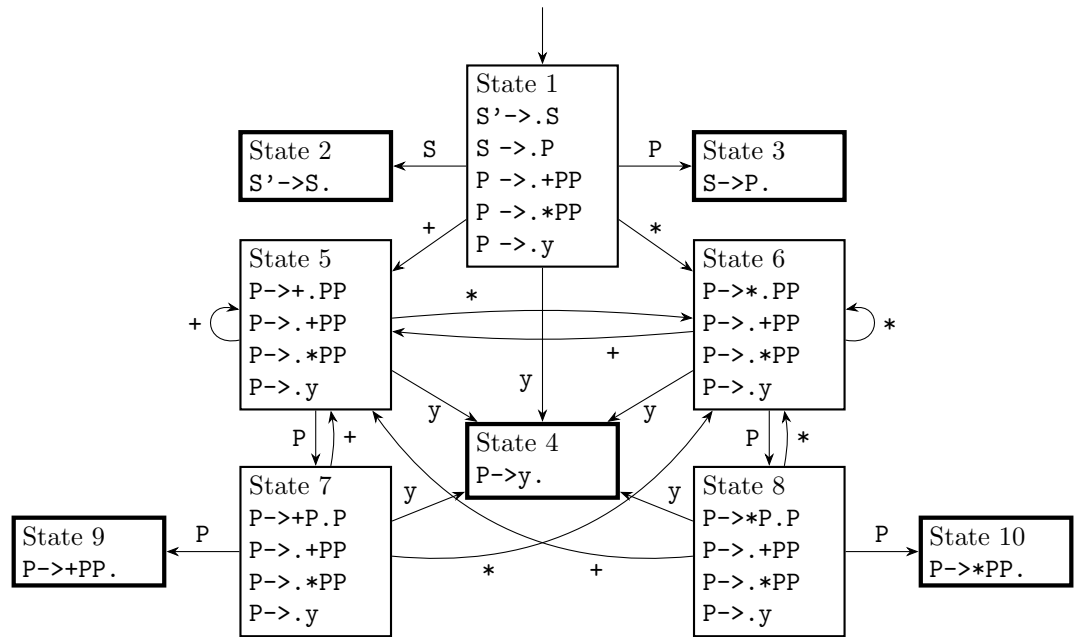 State 1
S'->.S
S ->.P
P ->.+PP
P ->.*PP
P ->.y
State 2
S'->S.
S
P
State 3
S->P.
+
*
State 5
P->+.PP
P->.+PP
P->.*PP
P->.y
State 6
P->*.PP
P->.+PP
P->.*PP
P->.y
+
*
+
*
y
y
y
State 4
P->y.
P
+
P
*
State 7
P->+P.P
P->.+PP
P->.*PP
P->.y
y
y
State 8
P->*P.P
P->.+PP
P->.*PP
P->.y
State 9
P->+PP.
P
*
+
P
State 10
P->*PP.